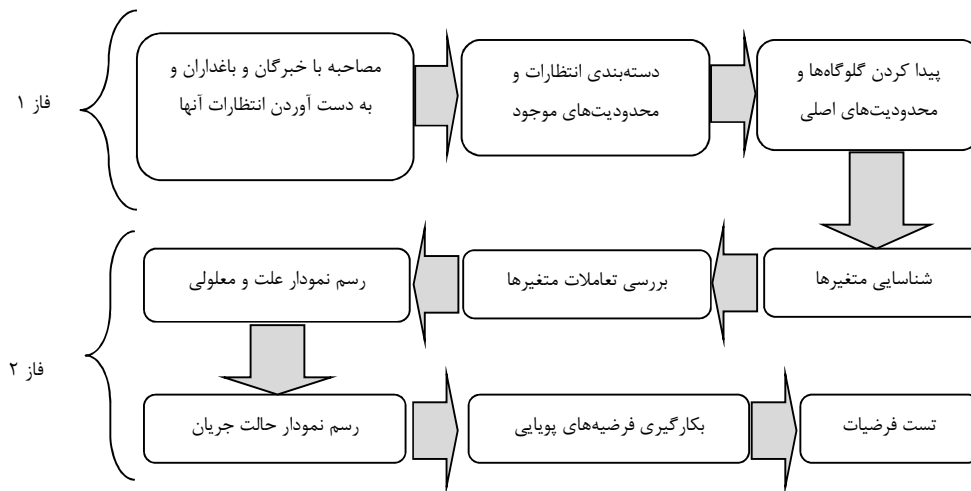 فاز ۱
مصاحبه با خبرگان و باغداران و
به دست آوردن انتظارات آنها
دسته‌بندی انتظارات و
محدودیت‌های موجود
پیدا کردن گلوگاه‌ها و
محدودیت‌های اصلی
فاز ۲
شناسایی متغیرها
بررسی تعاملات متغیرها
رسم نمودار علت و معلولی
رسم نمودار حالت جریان
بکارگیری فرضیه‌های پویایی
تست فرضیات